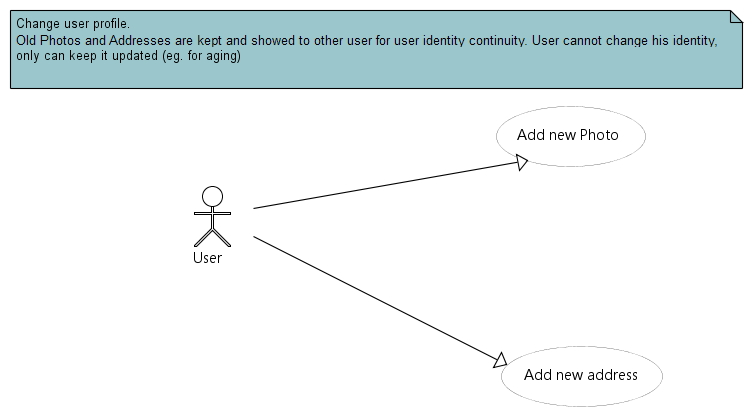 Change user profile.
Old Photos and Addresses are kept and showed to other user for user identity continuity. User cannot change his identity,
only can keep it updated (eg. for aging)
Add new Photo
User
Add new address